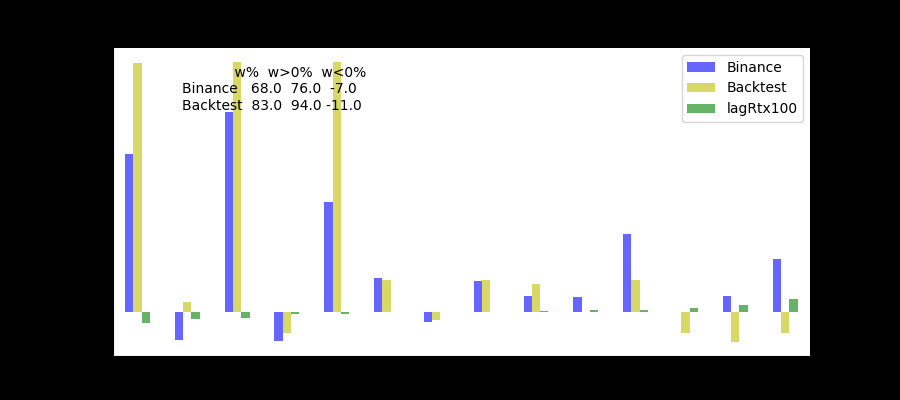 w% w>0% w<0%
Binance 68.0 76.0 -7.0
Backtest 83.0 94.0 -11.0
Binance
Backtest
lagRtx100